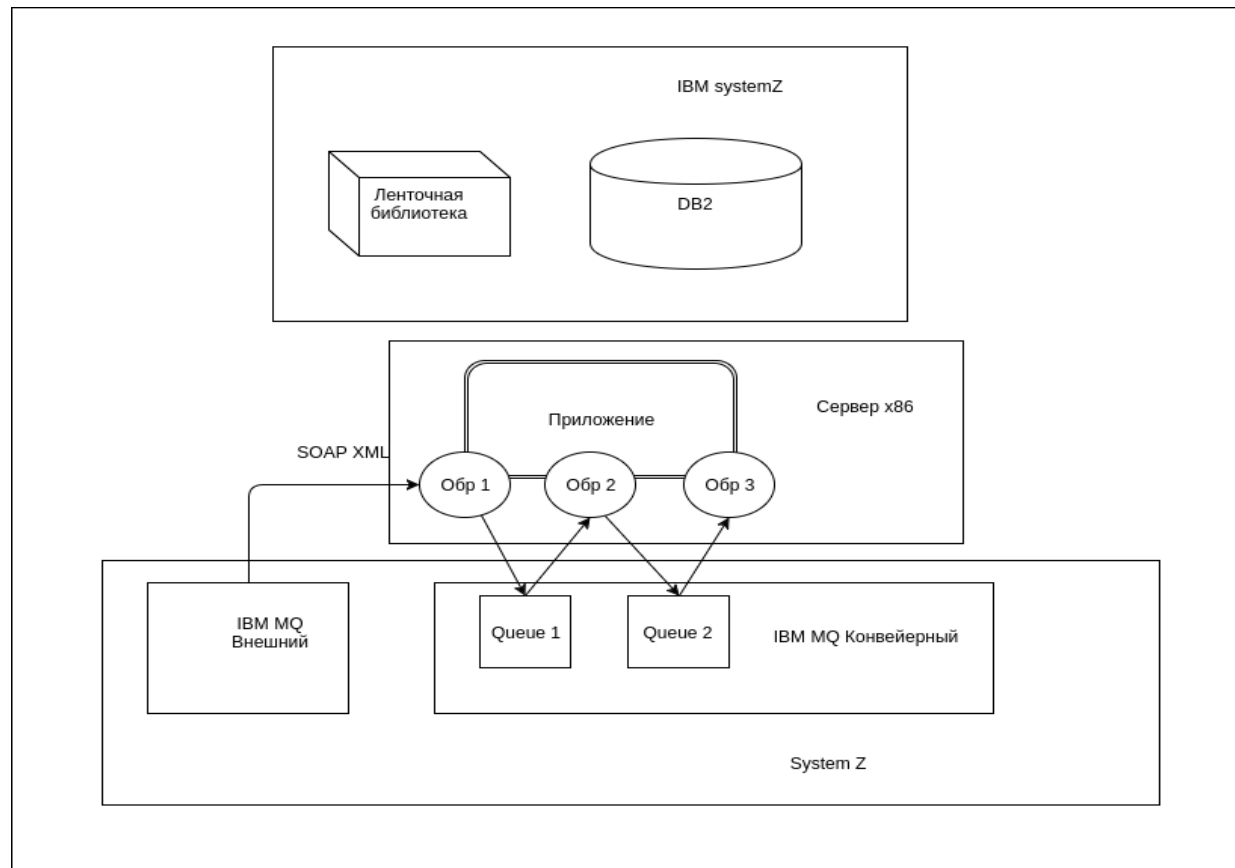 IBM systemZ
Ленточная
библиотека
DB2
Сервер x86
Приложение
SOAP XML
Обр 1
Обр 2
Обр 3
IBM MQ
Внешний
Queue 1
Queue 2
IBM MQ Конвейерный
System Z